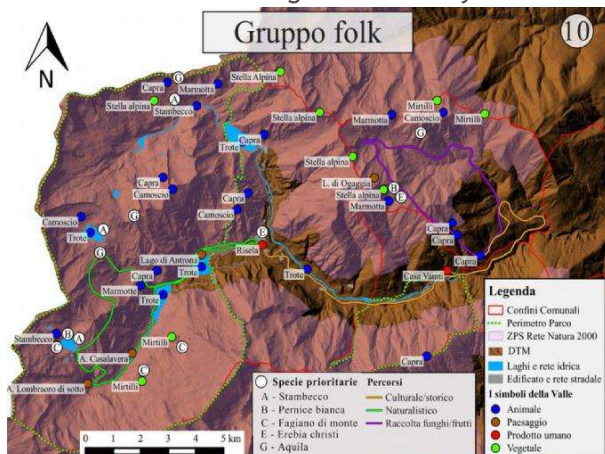 Gruppo folk
10
N
Capra
G
Marmotta
Stella Alpina
Stella alpina
A
Stambecco
Stella alpina
Marmotta
Mirtilli
Camoscio
Mirtilli
G
Capra
Trote
Stella alpina
Capra
Camoscio
L. di Ogaggia
Stella alpina
B
E
Marmotta
Capra
Camoscio
G
Camoscio
Trote
A
G
E
Risela
Capra
Capra
Capra
Lago di Antrona
Capra
Trote
Trote
Casa Vanni
Marmotte
Trote
Stambecco
B
A
C
C
Mirtilli
C
A. Casalavera
C
Mirtilli
A. Lombraoro di sotto
Capra
0 1 2 3 4 5 km
Specie prioritarie
A - Stambecco
B - Pernice bianca
C - Fagiano di monte
E - Erebia christi
G - Aquila
Percorsi
Culturale/storico
Naturalistico
Raccolta funghi/frutti
Legenda
Confini Comunali
Perimetro Parco
ZPS Rete Natura 2000
DTM
Laghi e rete idrica
Edificato e rete stradale
I simboli della Valle
Animale
Paesaggio
Prodotto umano
Vegetale